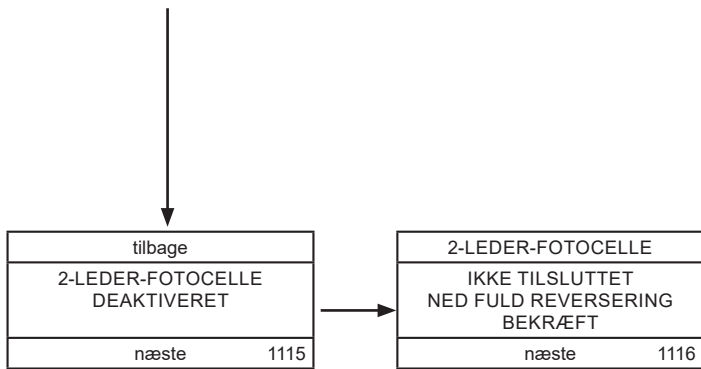 tilbage
2-LEDER-FOTOCELLE
DEAKTIVERET
næste 1115
2-LEDER-FOTOCELLE
IKKE TILSLUTTET
NED FULD REVERSERING
BEKRÆFT
næste 1116